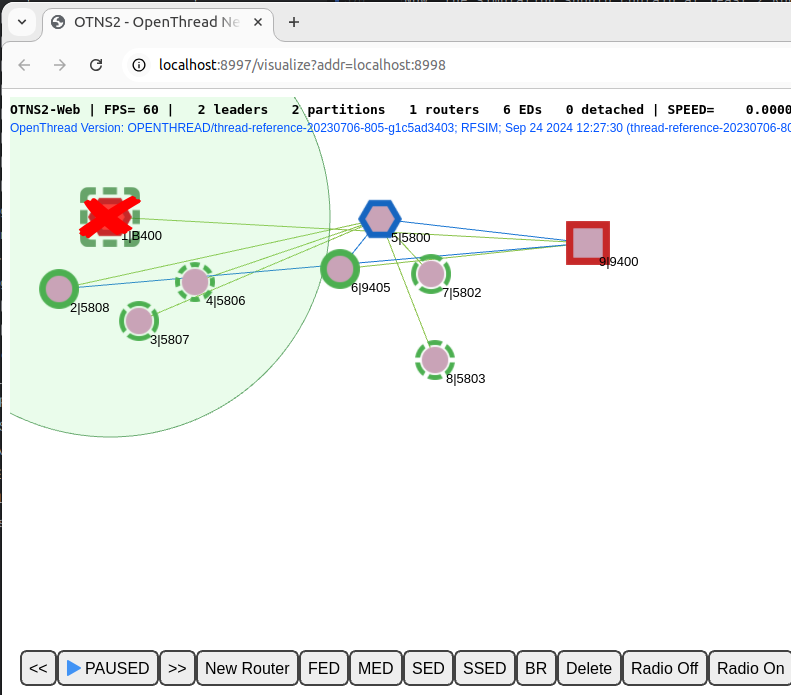 OTNS2 - OpenThread Ne
localhost:8997/visualize?addr=localhost:8998
OTNS2-Web | FPS= 60 | 2 leaders 2 partitions 1 routers 6 EDs 0 detached | SPEED= 0.0000
OpenThread Version: OPENTHREAD/thread-reference-20230706-805-g1c5ad3403; RFSIM; Sep 24 2024 12:27:30 (thread-reference-20230706-80
1|B400
5|5800
9|9400
6|9405
7|5802
4|5806
2|5808
3|5807
8|5803
<< PAUSED >> New Router FED MED SED SSED BR Delete Radio Off Radio On